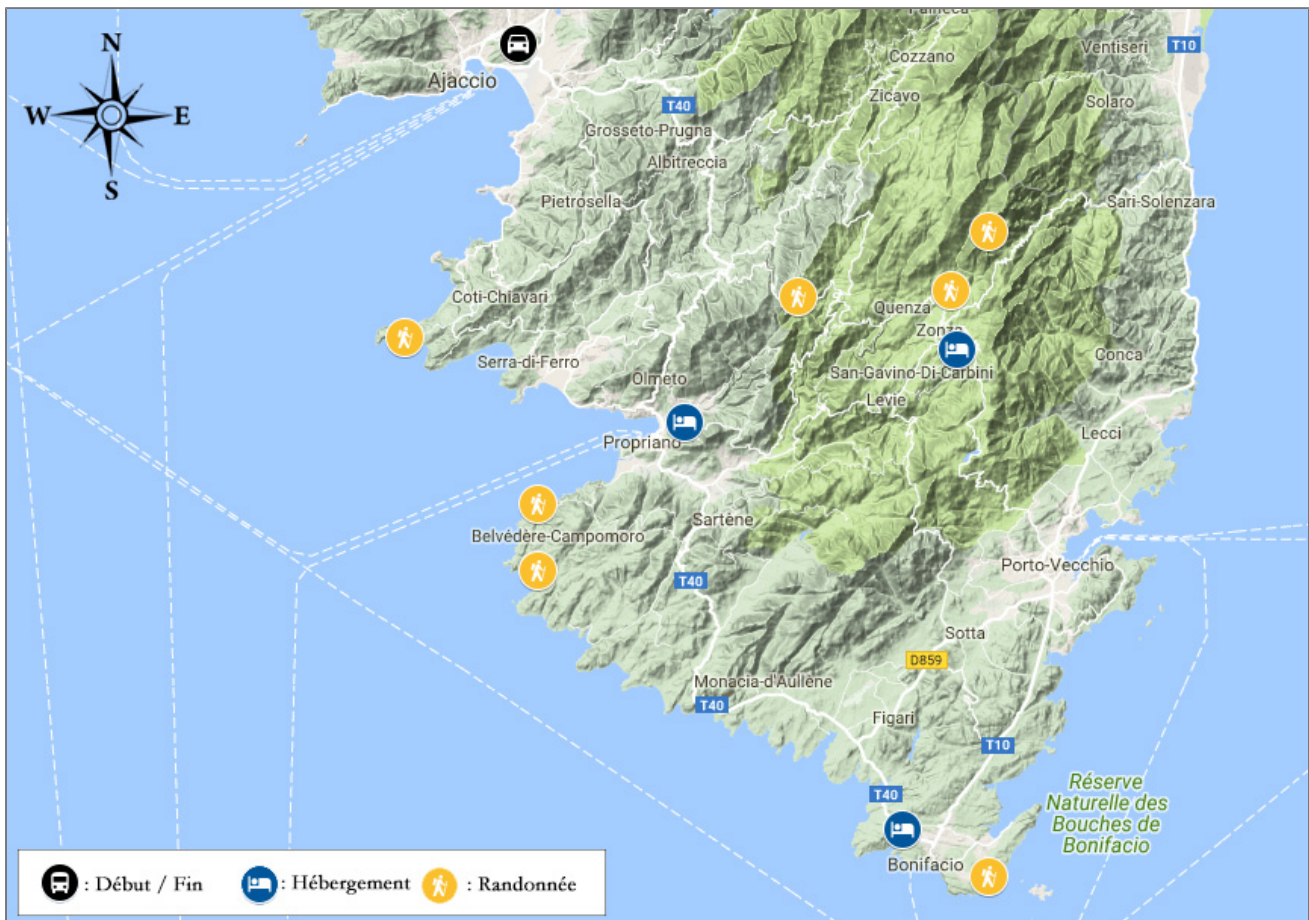 Palneca
Cozzano
Ventiseri
T10
N
Ajaccio
Zicavo
Solaro
T40
W
E
Grosseto-Prugna
Albitreccia
S
Pietrosella
Sari-Solenzara
Coti-Chiavari
Quenza
Zonza
Serra-di-Ferro
Conca
Olmeto
San-Gavino-Di-Carbini
Levie
Propriano
Lecci
Sartène
Belvédère-Campomoro
Porto-Vecchio
T40
Sotta
D859
Monacia-d'Aullène
T40
Figari
T10
Réserve
Naturelle des
Bouches de
Bonifacio
T40
Bonifacio
: Début / Fin
: Hébergement
: Randonnée